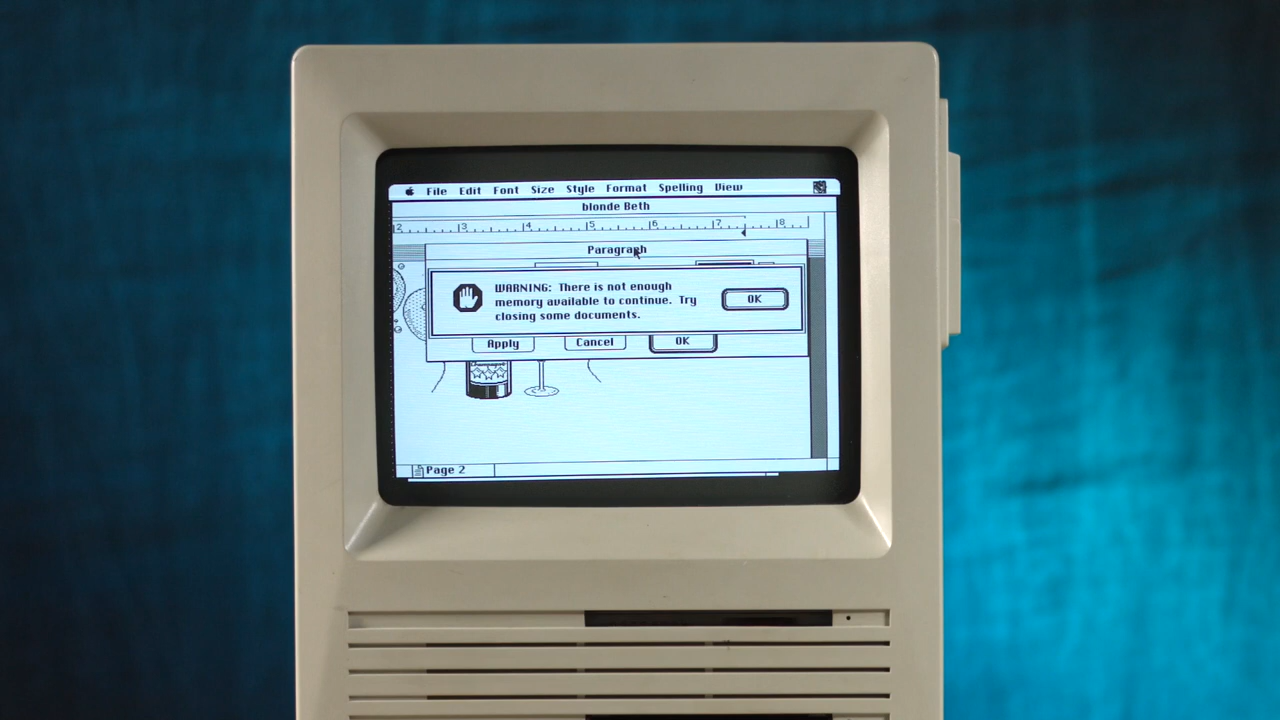 File Edit Font Size Style Format Spelling View
blonde Beth
2 3 4 5 6 7 8
Paragraph
WARNING: There is not enough
memory available to continue. Try
closing some documents.
OK
Apply Cancel OK
Page 2